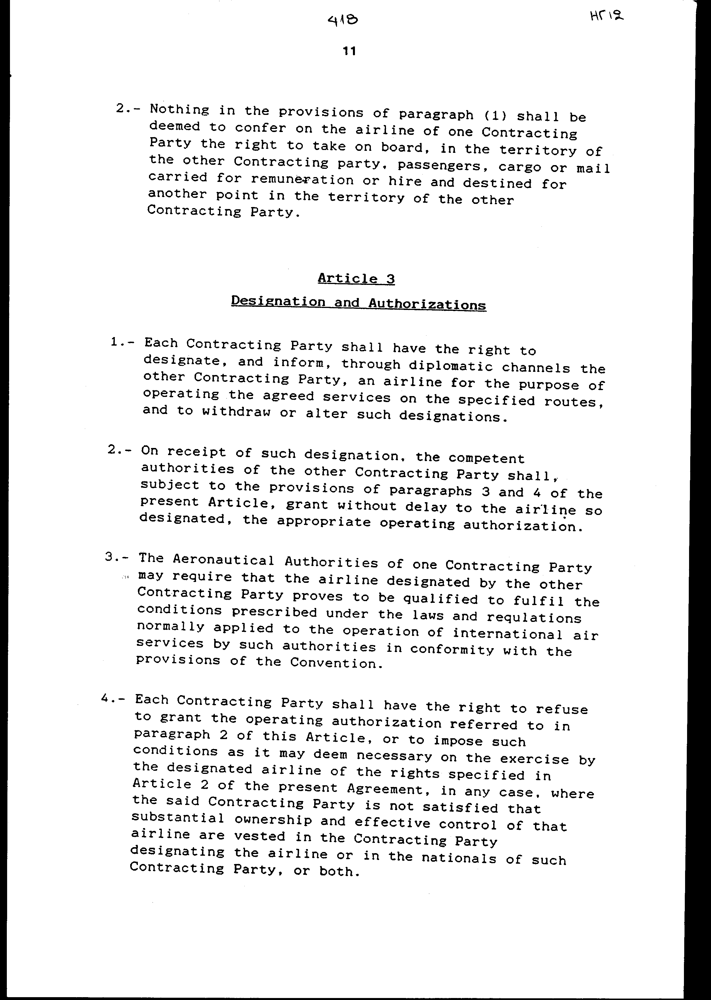 418
11
2.- Nothing in the provisions of paragraph (1) shall be
deemed to confer on the airline of one Contracting
Party the right to take on board, in the territory of
the other Contracting party, passengers, cargo or mail
carried for remuneration or hire and destined for
another point in the territory of the other
Contracting Party.
Article 3
Designation and Authorizations
1.- Each Contracting Party shall have the right to
designate, and inform, through diplomatic channels the
other Contracting Party, an airline for the purpose of
operating the agreed services on the specified routes,
and to withdraw or alter such designations.
2.- On receipt of such designation, the competent
authorities of the other Contracting Party shall,
subject to the provisions of paragraphs 3 and 4 of the
present Article, grant without delay to the airline so
designated, the appropriate operating authorization.
3.- The Aeronautical Authorities of one Contracting Party
may require that the airline designated by the other
Contracting Party proves to be qualified to fulfil the
conditions prescribed under the laws and requlations
normally applied to the operation of international air
services by such authorities in conformity with the
provisions of the Convention.
4.- Each Contracting Party shall have the right to refuse
to grant the operating authorization referred to in
paragraph 2 of this Article, or to impose such
conditions as it may deem necessary on the exercise by
the designated airline of the rights specified in
Article 2 of the present Agreement, in any case, where
the said Contracting Party is not satisfied that
substantial ownership and effective control of that
airline are vested in the Contracting Party
designating the airline or in the nationals of such
Contracting Party, or both.